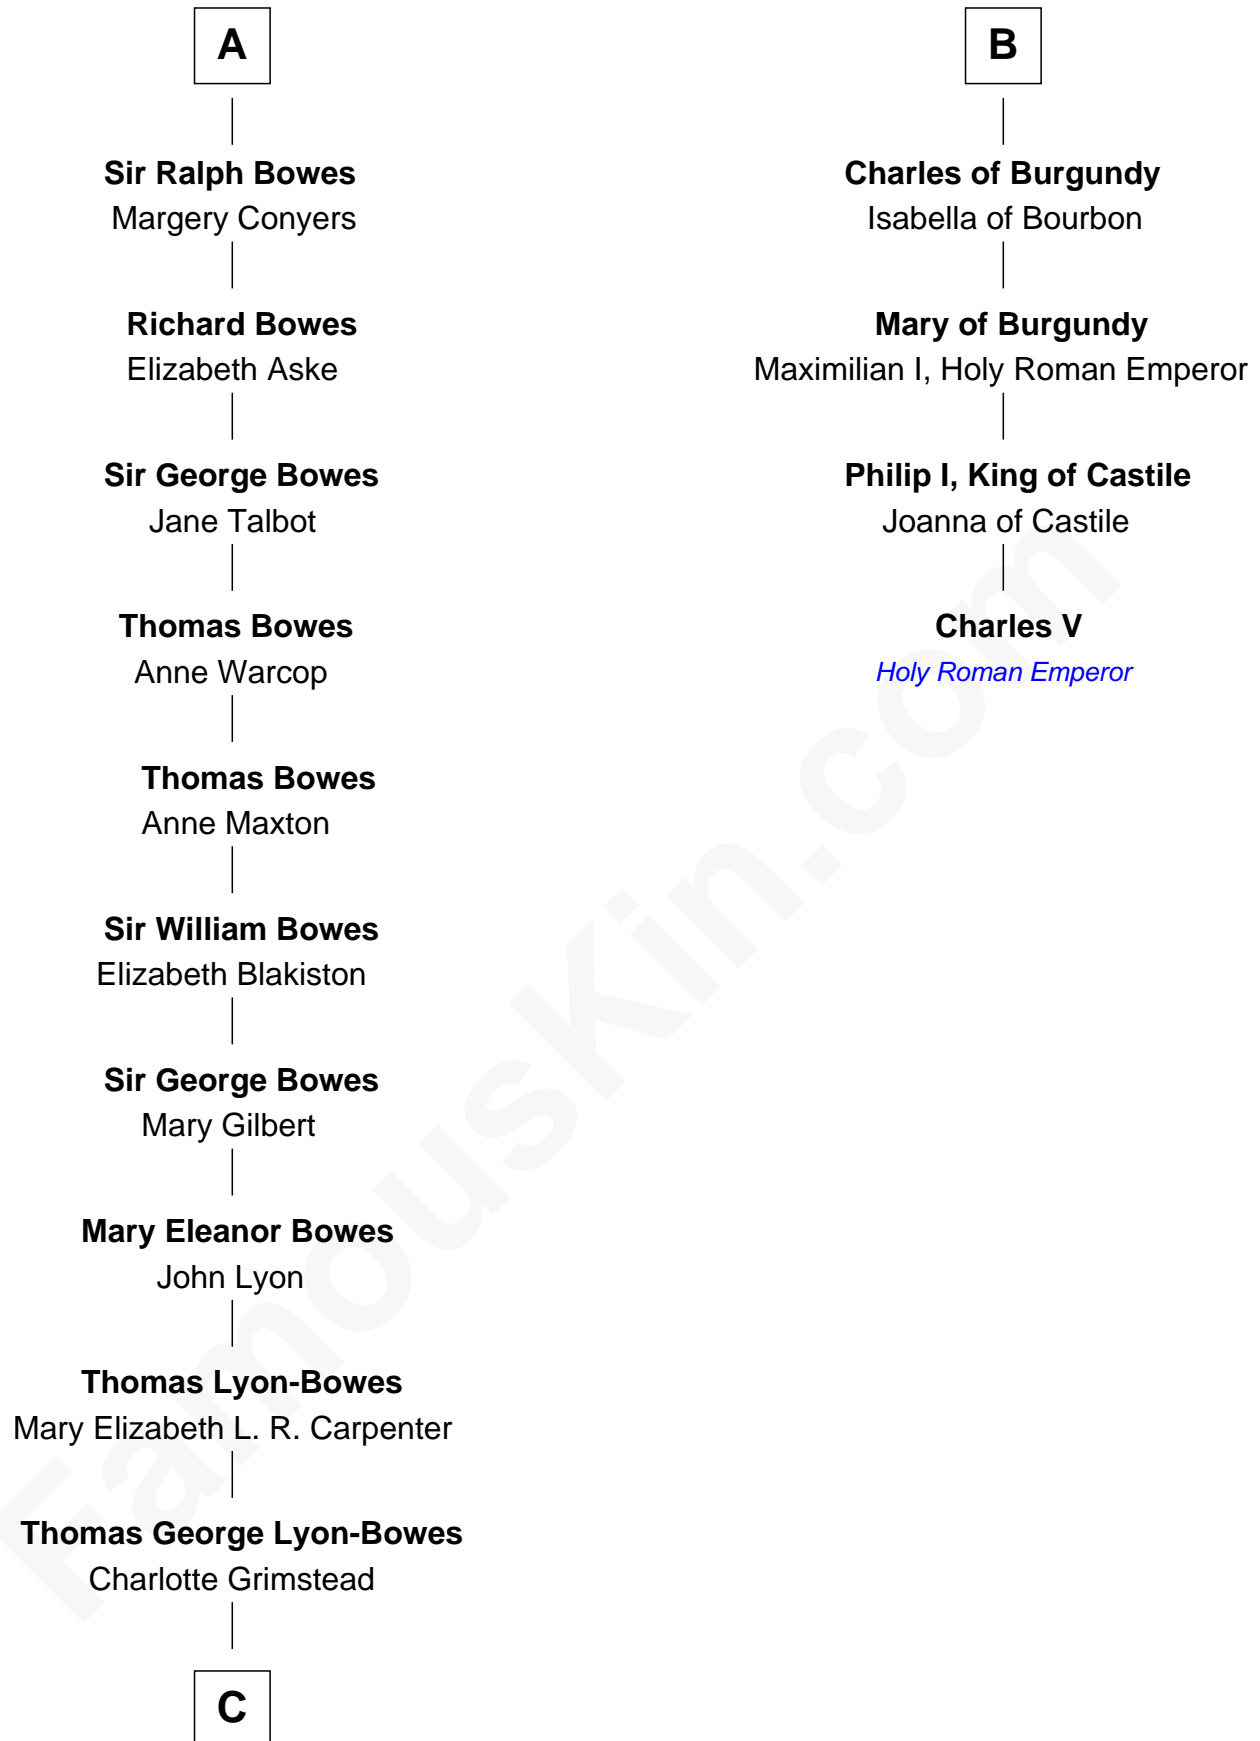 A
Sir Ralph Bowes
Margery Conyers
Richard Bowes
Elizabeth Aske
Sir George Bowes
Jane Talbot
Thomas Bowes
Anne Warcop
Thomas Bowes
Anne Maxton
Sir William Bowes
Elizabeth Blakiston
Sir George Bowes
Mary Gilbert
Mary Eleanor Bowes
John Lyon
Thomas Lyon-Bowes
Mary Elizabeth L. R. Carpenter
Thomas George Lyon-Bowes
Charlotte Grimstead
C
B
Charles of Burgundy
Isabella of Bourbon
Mary of Burgundy
Maximilian I, Holy Roman Emperor
Philip I, King of Castile
Joanna of Castile
Charles V
Holy Roman Emperor
FamousKin.com